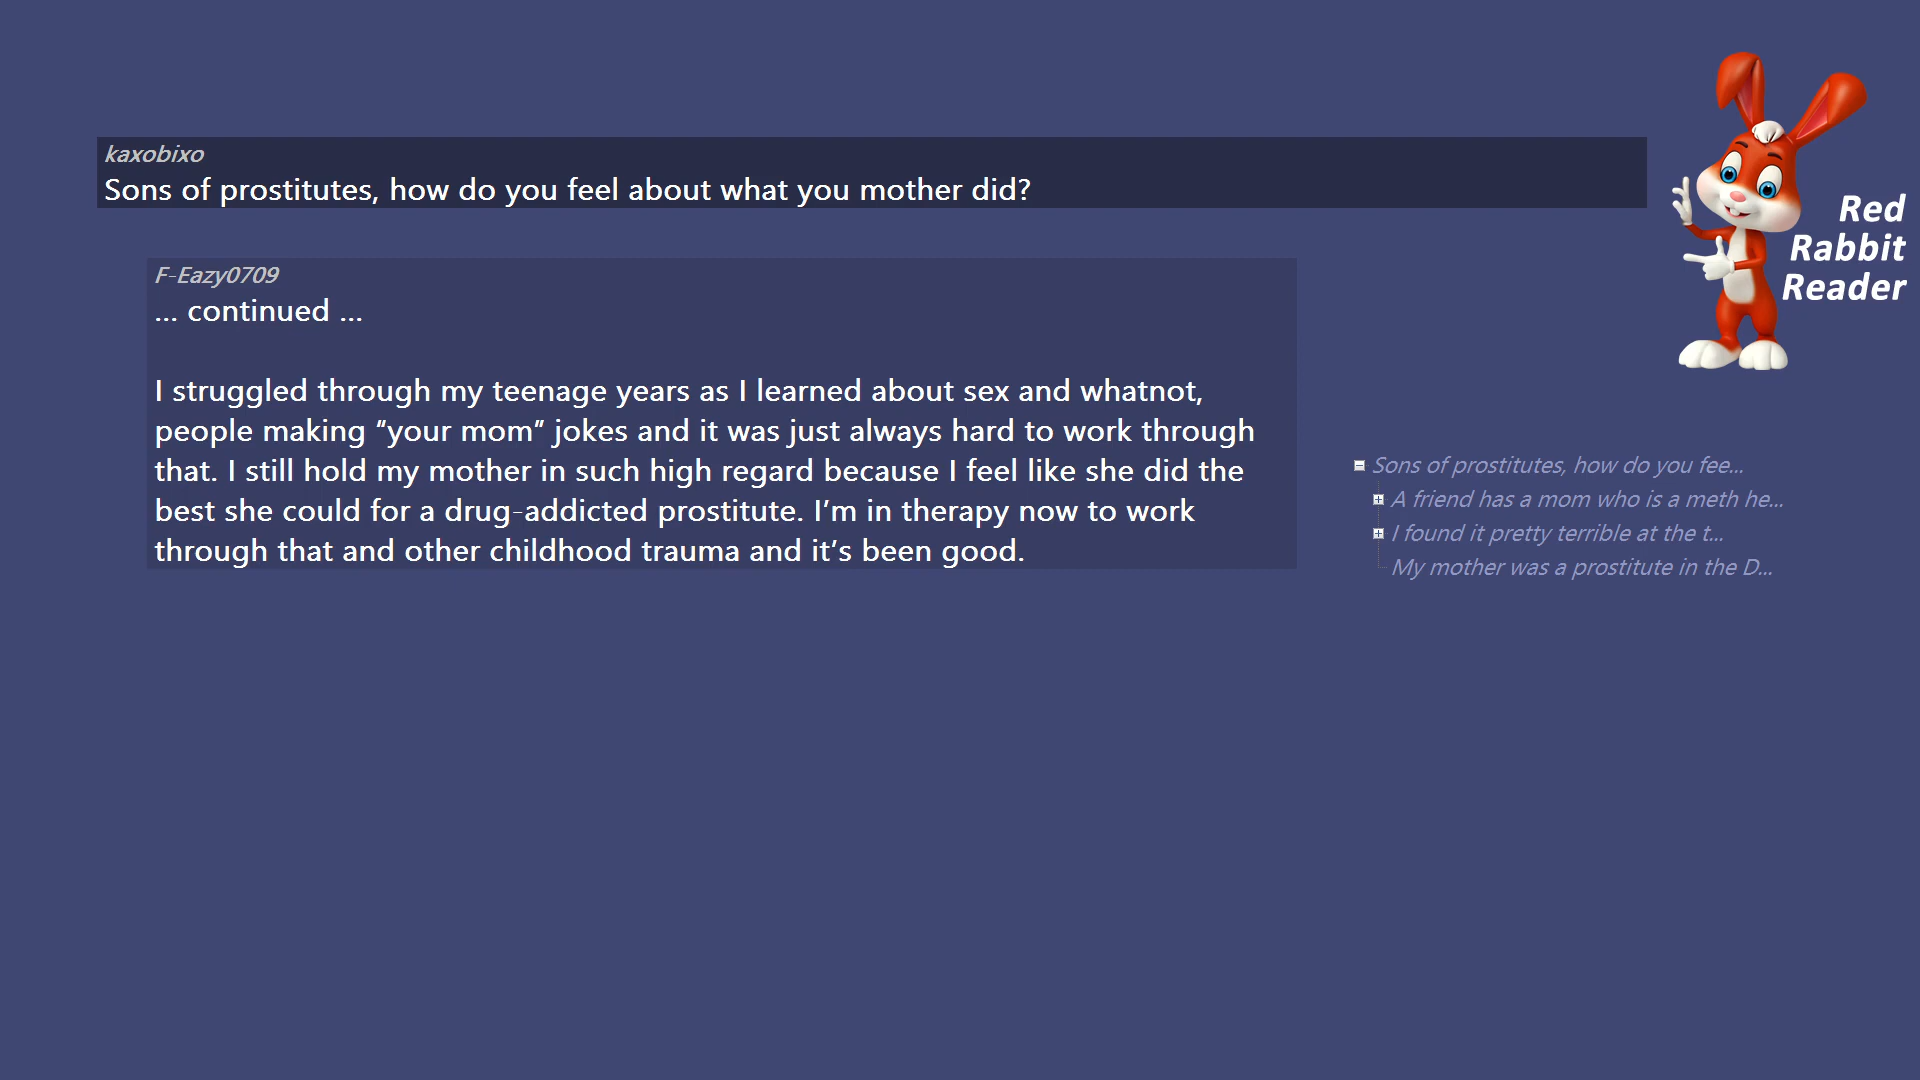 kaxobixo
Sons of prostitutes, how do you feel about what you mother did?
Red
Rabbit
Reader
F-Eazy0709
... continued ...
I struggled through my teenage years as I learned about sex and whatnot,
people making “your mom” jokes and it was just always hard to work through
that. I still hold my mother in such high regard because I feel like she did the
best she could for a drug-addicted prostitute. I’m in therapy now to work
through that and other childhood trauma and it’s been good.
Sons of prostitutes, how do you fee...
A friend has a mom who is a meth he...
I found it pretty terrible at the t...
My mother was a prostitute in the D...